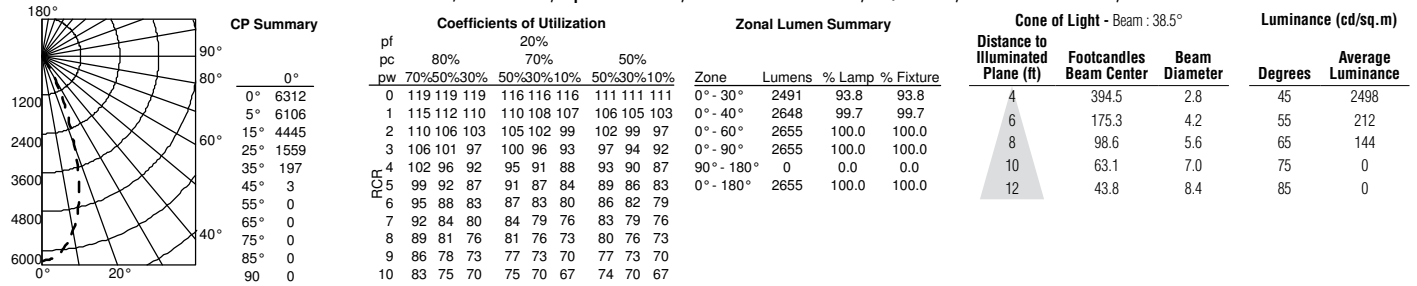 180°
90°
80°
60°
40°
20°
0°
1200
2400
3600
4800
6000
CP Summary
0°
0° 6312
5° 6106
15° 4445
25° 1559
35° 197
45° 3
55° 0
65° 0
75° 0
85° 0
90 0
Coefficients of Utilization
pf 20%
pc 80% 70% 50%
pw 70%50%30% 50%30%10% 50%30%10%
RCR
0 119 119 119 116 116 116 111 111 111
1 115 112 110 110 108 107 106 105 103
2 110 106 103 105 102 99 102 99 97
3 106 101 97 100 96 93 97 94 92
4 102 96 92 95 91 88 93 90 87
5 99 92 87 91 87 84 89 86 83
6 95 88 83 87 83 80 86 82 79
7 92 84 80 84 79 76 83 79 76
8 89 81 76 81 76 73 80 76 73
9 86 78 73 77 73 70 77 73 70
10 83 75 70 75 70 67 74 70 67
Zonal Lumen Summary
Zone Lumens % Lamp % Fixture
0°- 30° 2491 93.8 93.8
0°- 40° 2648 99.7 99.7
0°- 60° 2655 100.0 100.0
0°- 90° 2655 100.0 100.0
90°- 180° 0 0.0 0.0
0°- 180° 2655 100.0 100.0
Cone of Light - Beam : 38.5°
Distance to
Illuminated Footcandles Beam
Plane (ft) Beam Center Diameter
4 394.5 2.8
6 175.3 4.2
8 98.6 5.6
10 63.1 7.0
12 43.8 8.4
Luminance (cd/sq.m)
Average
Degrees Luminance
45 2498
55 212
65 144
75 0
85 0